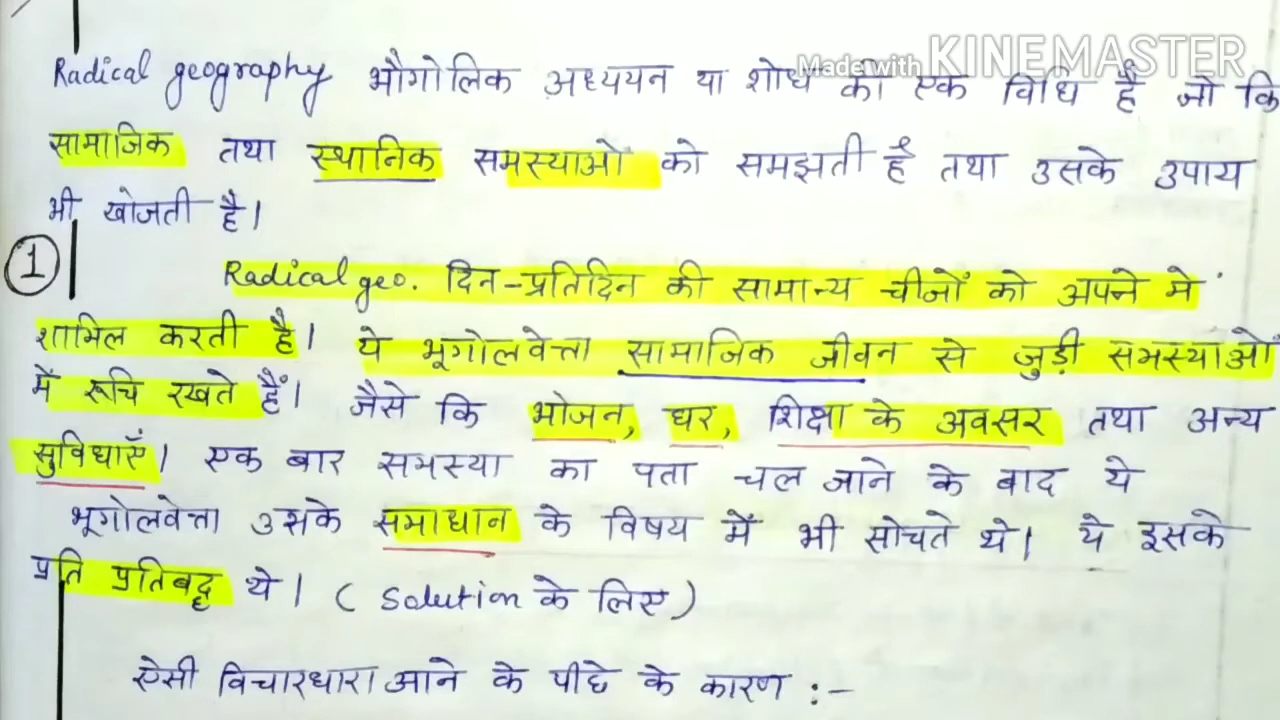 Made with KINEMASTER
Radical geography भौगोलिक अध्ययन या शोध की एक विधि है जो कि
सामाजिक तथा स्थानिक समस्याओं को समझती है तथा उसके उपाय
भी खोजती है।
1
Radical geo. दिन-प्रतिदिन की सामान्य चीजों को अपने में
शामिल करती है। ये भूगोलवेत्ता सामाजिक जीवन से जुड़ी समस्याओं
में रूचि रखते हैं। जैसे कि भोजन, घर, शिक्षा के अवसर तथा अन्य
सुविधाएँ। एक बार समस्या का पता चल जाने के बाद ये
भूगोलवेत्ता उसके समाधान के विषय में भी सोचते थे। ये इसके
प्रति प्रतिबद्ध थे। (Solution के लिए)
ऐसी विचारधारा आने के पीछे के कारण :-